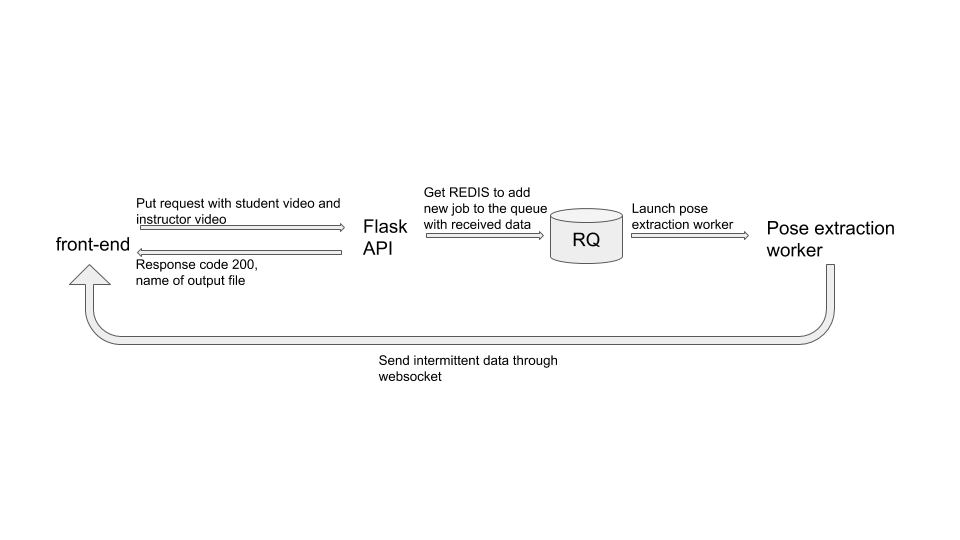 Put request with student video and
instructor video
front-end
Response code 200,
name of output file
Flask
API
Get REDIS to add
new job to the queue
with received data
RQ
Launch pose
extraction worker
Pose extraction
worker
Send intermittent data through
websocket